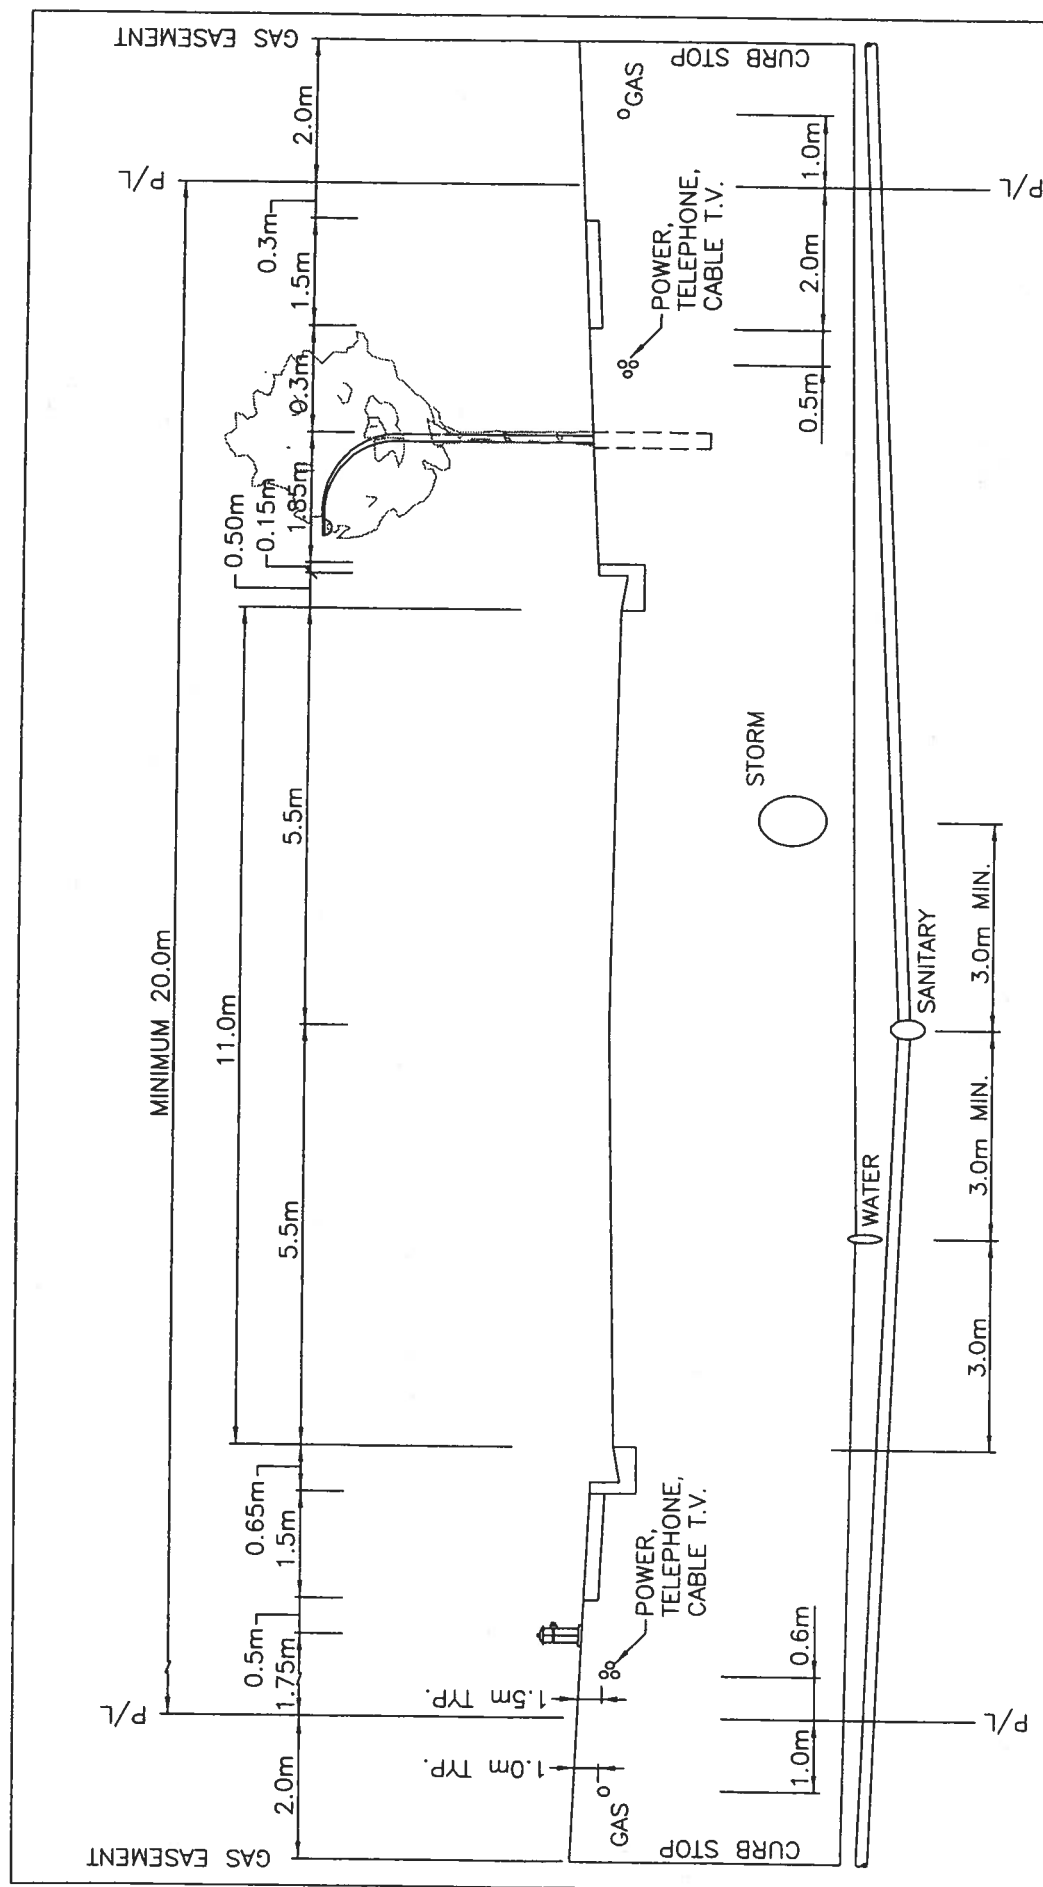 GAS EASEMENT
GAS EASEMENT
P/L
MINIMUM 20.0m
P/L
11.0m
0.50m
0.15m
0.5m
0.65m
0.3m
2.0m
1.75m
1.5m
5.5m
5.5m
1.85m
0.3m
1.5m
2.0m
1.0m TYP.
1.5m TYP.
GAS
POWER,
TELEPHONE,
CABLE T.V.
POWER,
TELEPHONE,
CABLE T.V.
GAS
STORM
CURB STOP
CURB STOP
1.0m
0.6m
0.5m
2.0m
1.0m
WATER
SANITARY
3.0m
3.0m MIN.
3.0m MIN.
P/L
P/L